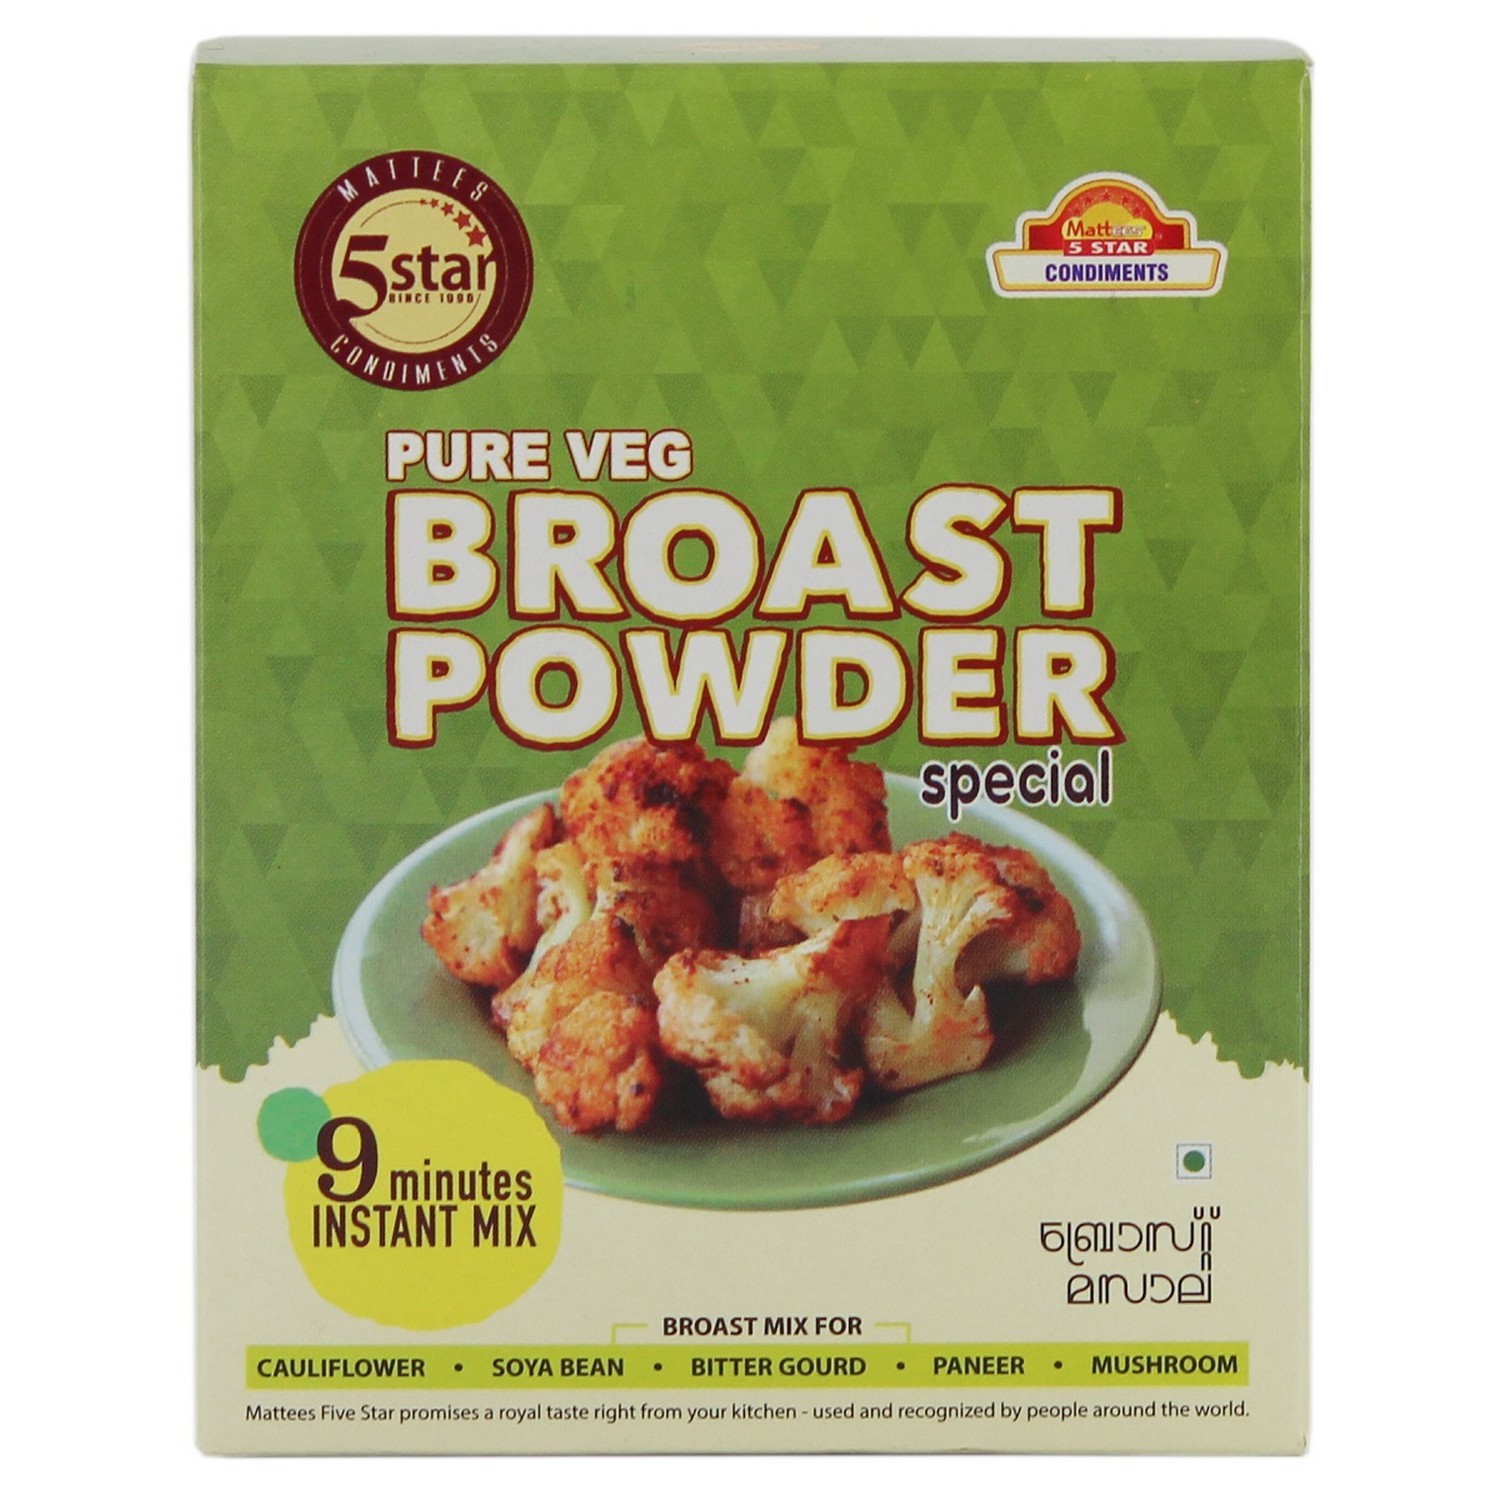 MATTEES
5star
SINCE 1990
CONDIMENTS
Mattees
5 STAR
CONDIMENTS
PURE VEG
BROAST
POWDER
special
9 minutes
INSTANT MIX
ബ്രോസ്റ്റ്
മസാല
BROAST MIX FOR
CAULIFLOWER • SOYA BEAN • BITTER GOURD • PANEER • MUSHROOM
Mattees Five Star promises a royal taste right from your kitchen - used and recognized by people around the world.